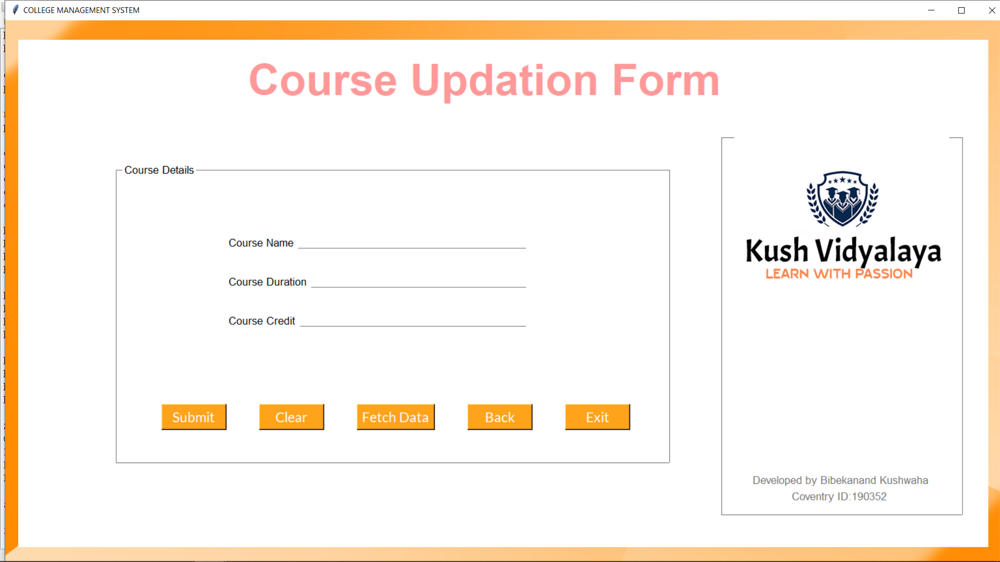 COLLEGE MANAGEMENT SYSTEM
Course Updation Form
Course Details
Course Name
Course Duration
Course Credit
Submit Clear Fetch Data Back Exit
Kush Vidyalaya
LEARN WITH PASSION
Developed by Bibekanand Kushwaha
Coventry ID:190352